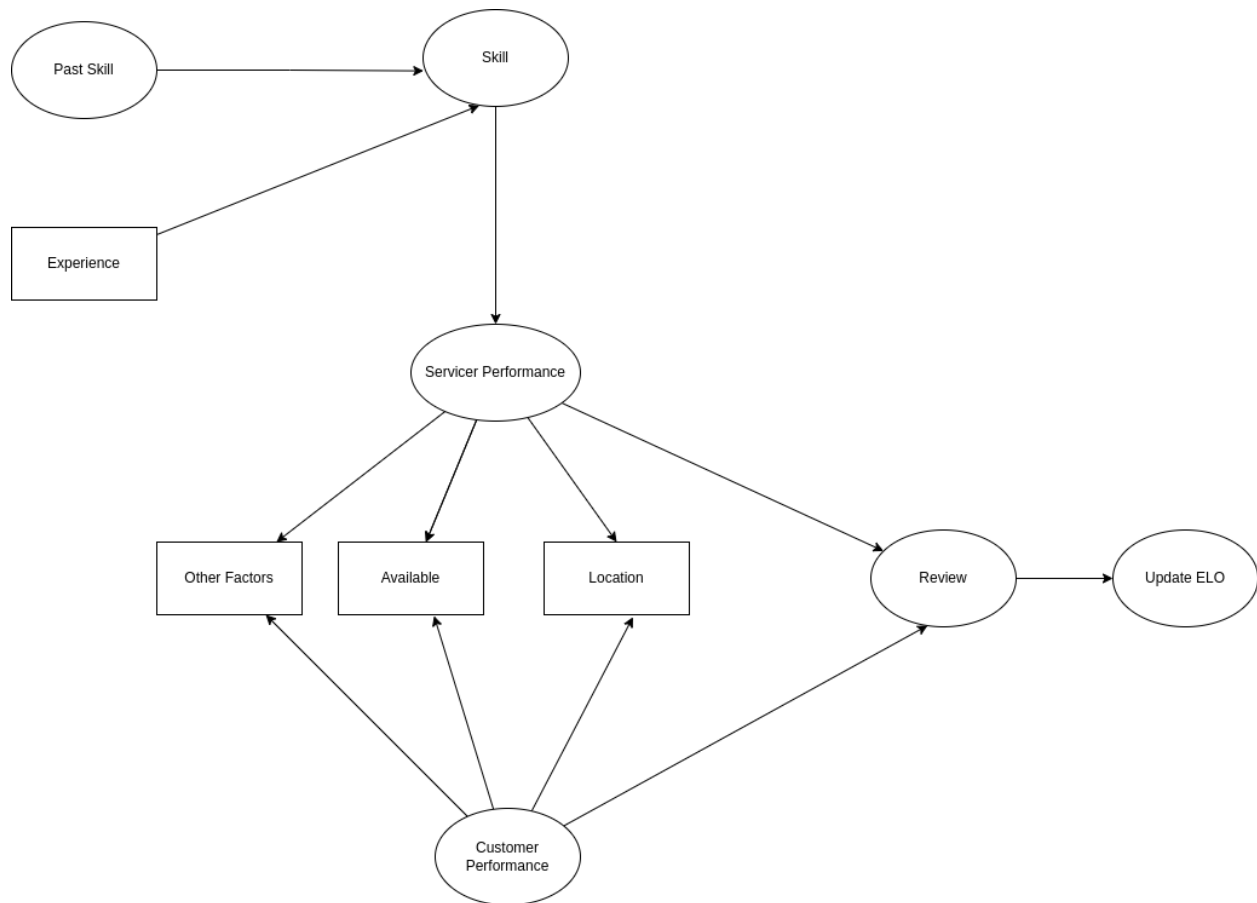 Past Skill
Skill
Experience
Servicer Performance
Other Factors
Available
Location
Review
Update ELO
Customer
Performance